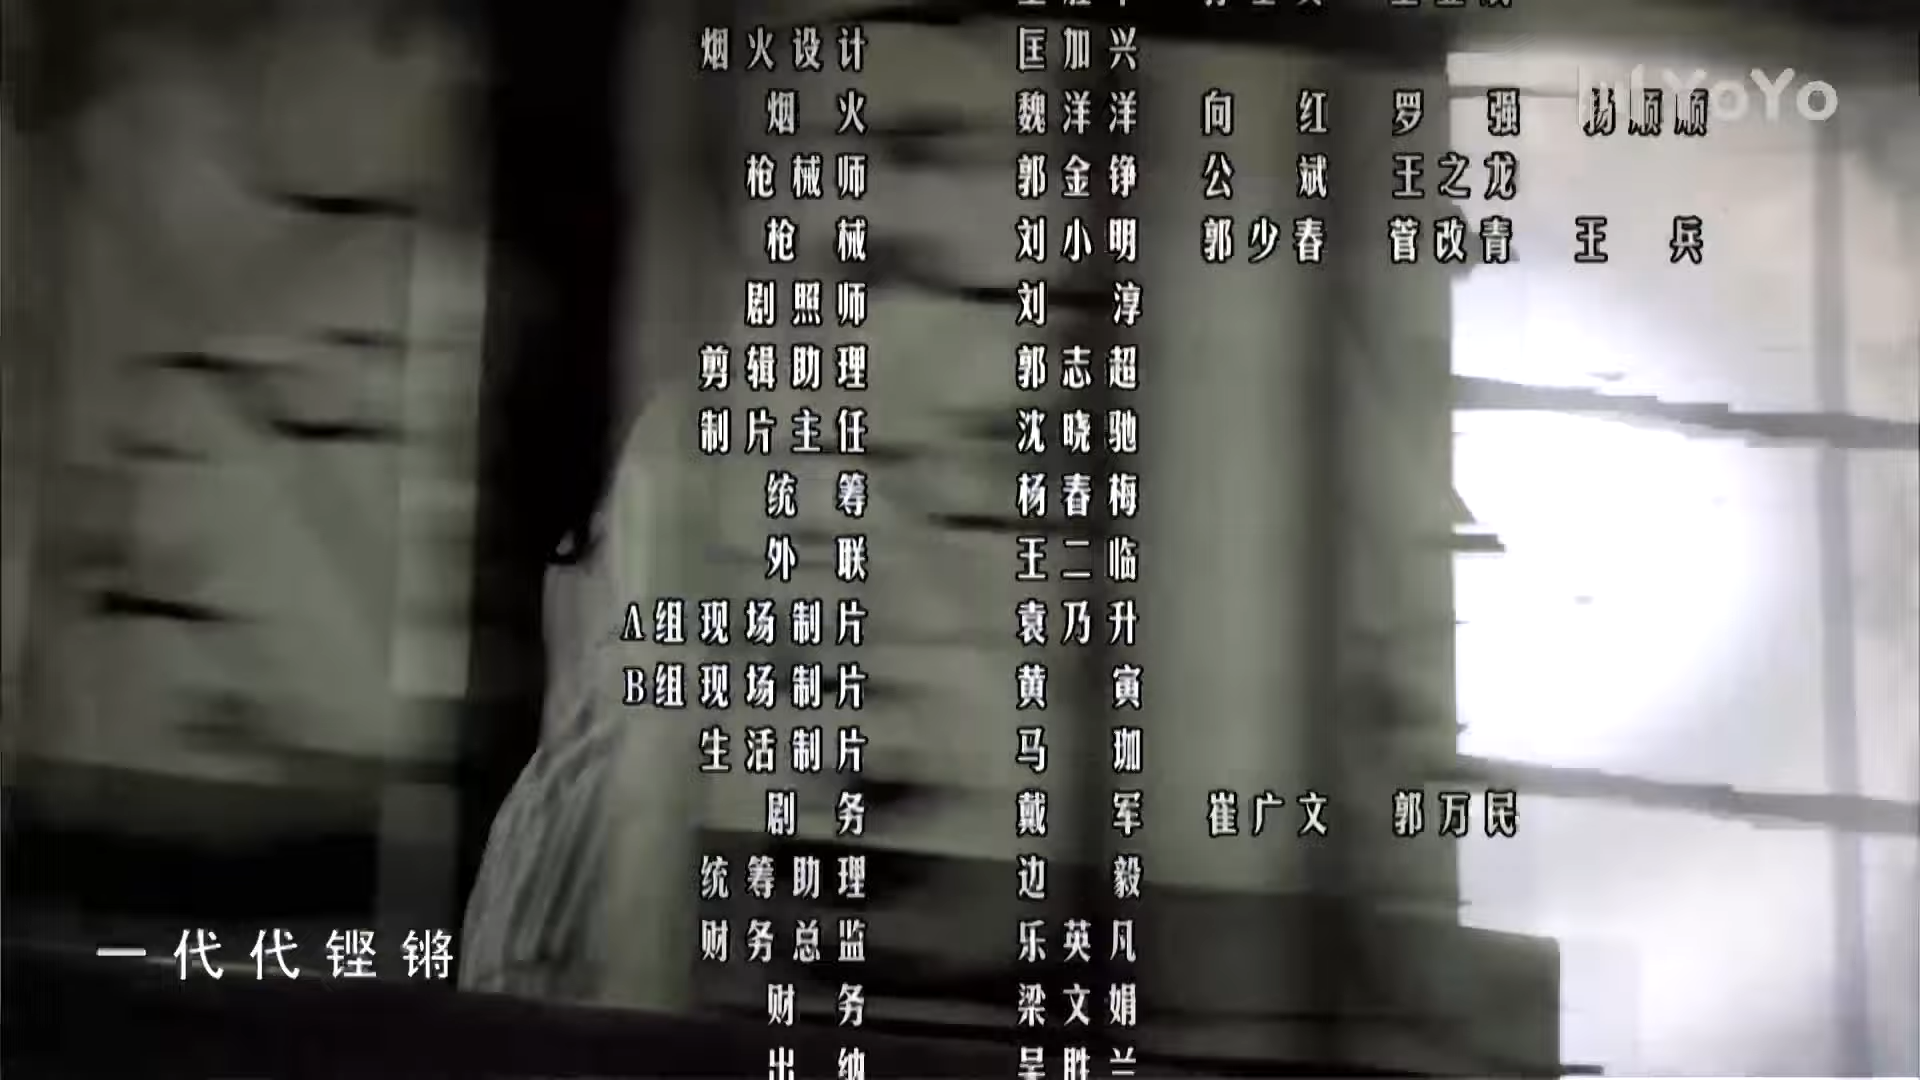 YoYo
烟火设计 匡加兴
烟火 魏洋洋 向红 罗强 扬顺顺
枪械师 郭金铮 公斌 王之龙
枪械 刘小明 郭少春 菅改青 王兵
剧照师 刘淳
剪辑助理 郭志超
制片主任 沈晓驰
统筹 杨春梅
外联 王二临
A组现场制片 袁乃升
B组现场制片 黄寅
生活制片 马珈
剧务 戴军 崔广文 郭万民
统筹助理 边毅
财务总监 乐英凡
一代代铿锵
财务 梁文娟
出纳 吴胜兰